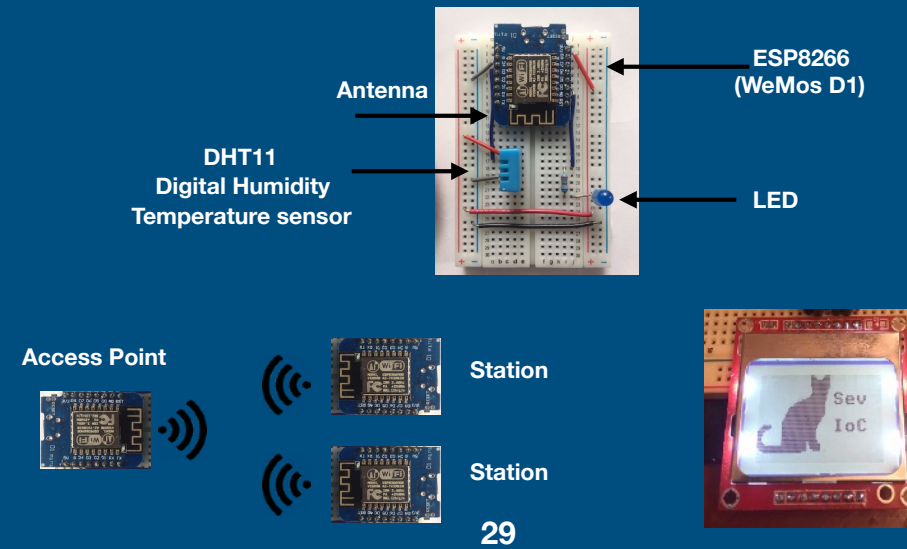 ESP8266
(WeMos D1)
Antenna
DHT11
Digital Humidity
Temperature sensor
LED
Access Point
Station
Station
Sev
IoC
29